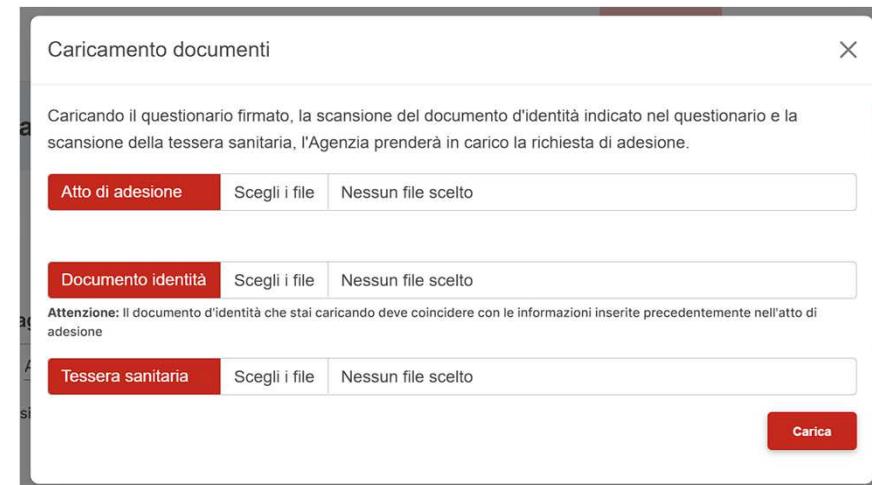 Caricamento documenti
Caricando il questionario firmato, la scansione del documento d'identità indicato nel questionario e la
scansione della tessera sanitaria, l'Agenzia prenderà in carico la richiesta di adesione.
Atto di adesione Scegli i file Nessun file scelto
Documento identità Scegli i file Nessun file scelto
Attenzione: Il documento d'identità che stai caricando deve coincidere con le informazioni inserite precedentemente nell'atto di
adesione
Tessera sanitaria Scegli i file Nessun file scelto
Carica